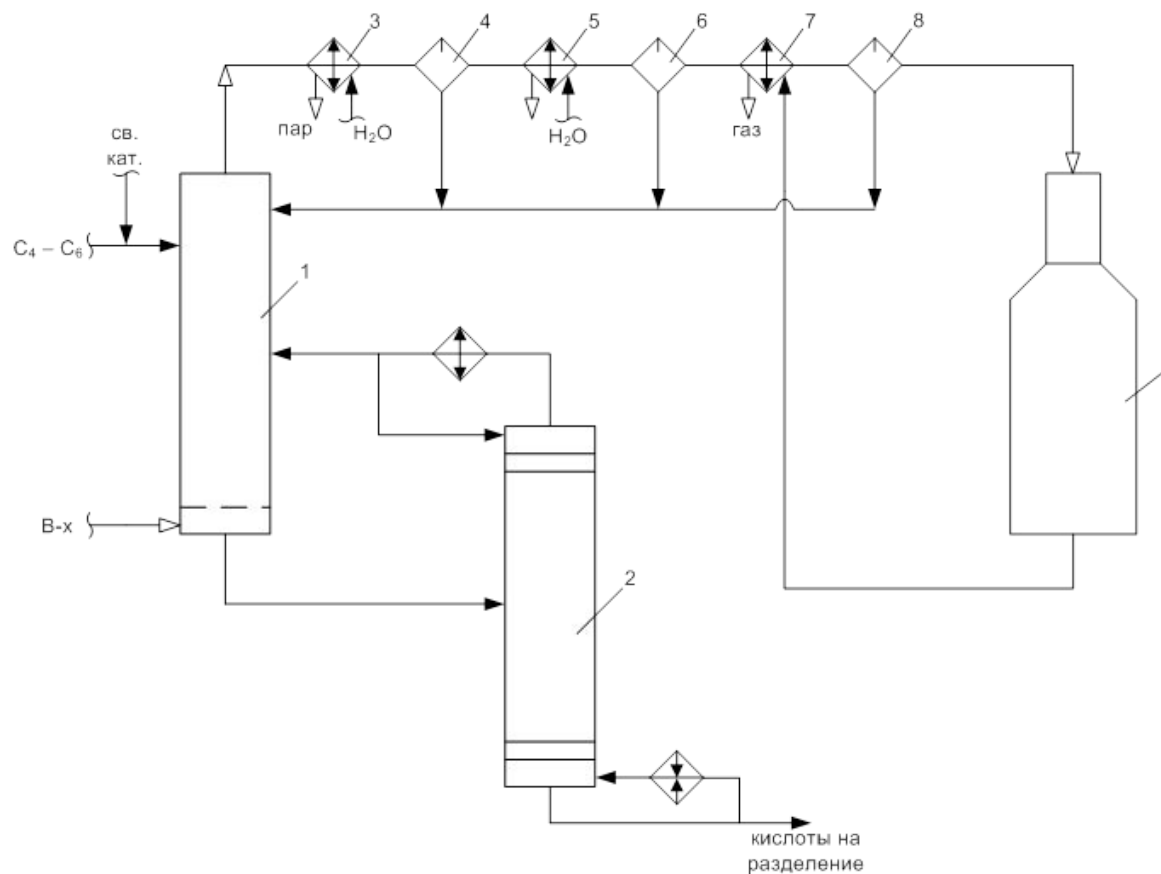 3
4
5
6
7
8
пар
H₂O
H₂O
газ
св.
кат.
C₄ – C₆
1
В-х
2
кислоты на
разделение